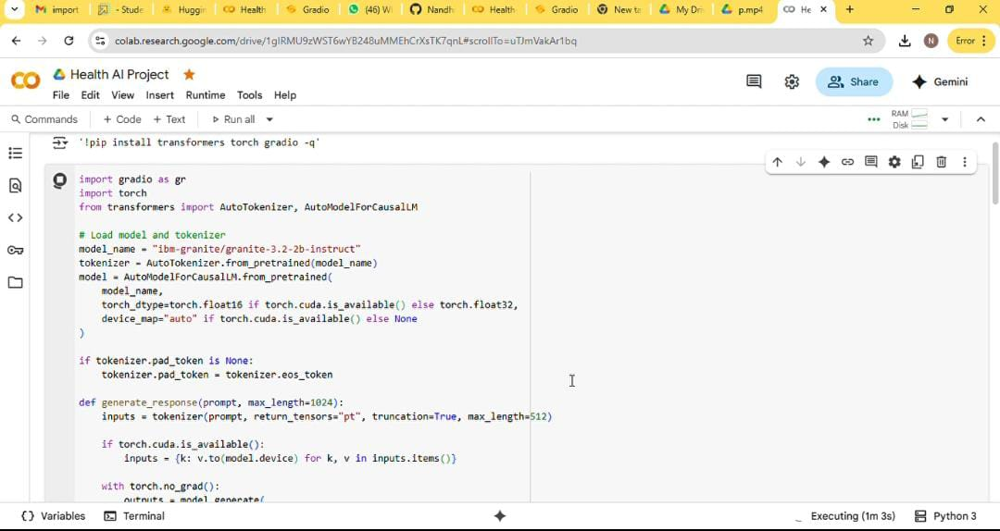 import
- Stude
Huggin
Health
Gradio
(46) W
Nandh
Health
Gradio
New ta
My Dri
p.mp4
He
colab.research.google.com/drive/1gIRMU9zWST6wYB248uMMEhCrXsTK7qnL#scrollTo=uTJmVakAr1bq
N
Error
CO
Health AI Project
File Edit View Insert Runtime Tools Help
Share
Gemini
Commands + Code + Text Run all
RAM
Disk
'!pip install transformers torch gradio -q'
import gradio as gr
import torch
from transformers import AutoTokenizer, AutoModelForCausalLM
# Load model and tokenizer
model_name = "ibm-granite/granite-3.2-2b-instruct"
tokenizer = AutoTokenizer.from_pretrained(model_name)
model = AutoModelForCausalLM.from_pretrained(
model_name,
torch_dtype=torch.float16 if torch.cuda.is_available() else torch.float32,
device_map="auto" if torch.cuda.is_available() else None
)
if tokenizer.pad_token is None:
tokenizer.pad_token = tokenizer.eos_token
def generate_response(prompt, max_length=1024):
inputs = tokenizer(prompt, return_tensors="pt", truncation=True, max_length=512)
if torch.cuda.is_available():
inputs = {k: v.to(model.device) for k, v in inputs.items()}
with torch.no_grad():
outputs = model.generate(
{} Variables Terminal
Executing (1m 3s) Python 3